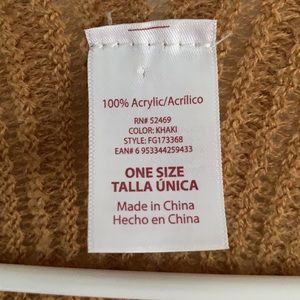 100% Acrylic/Acrílico
RN# 52469
COLOR: KHAKI
STYLE: FG173368
EAN# 6 953344259433
ONE SIZE
TALLA ÚNICA
Made in China
Hecho en China